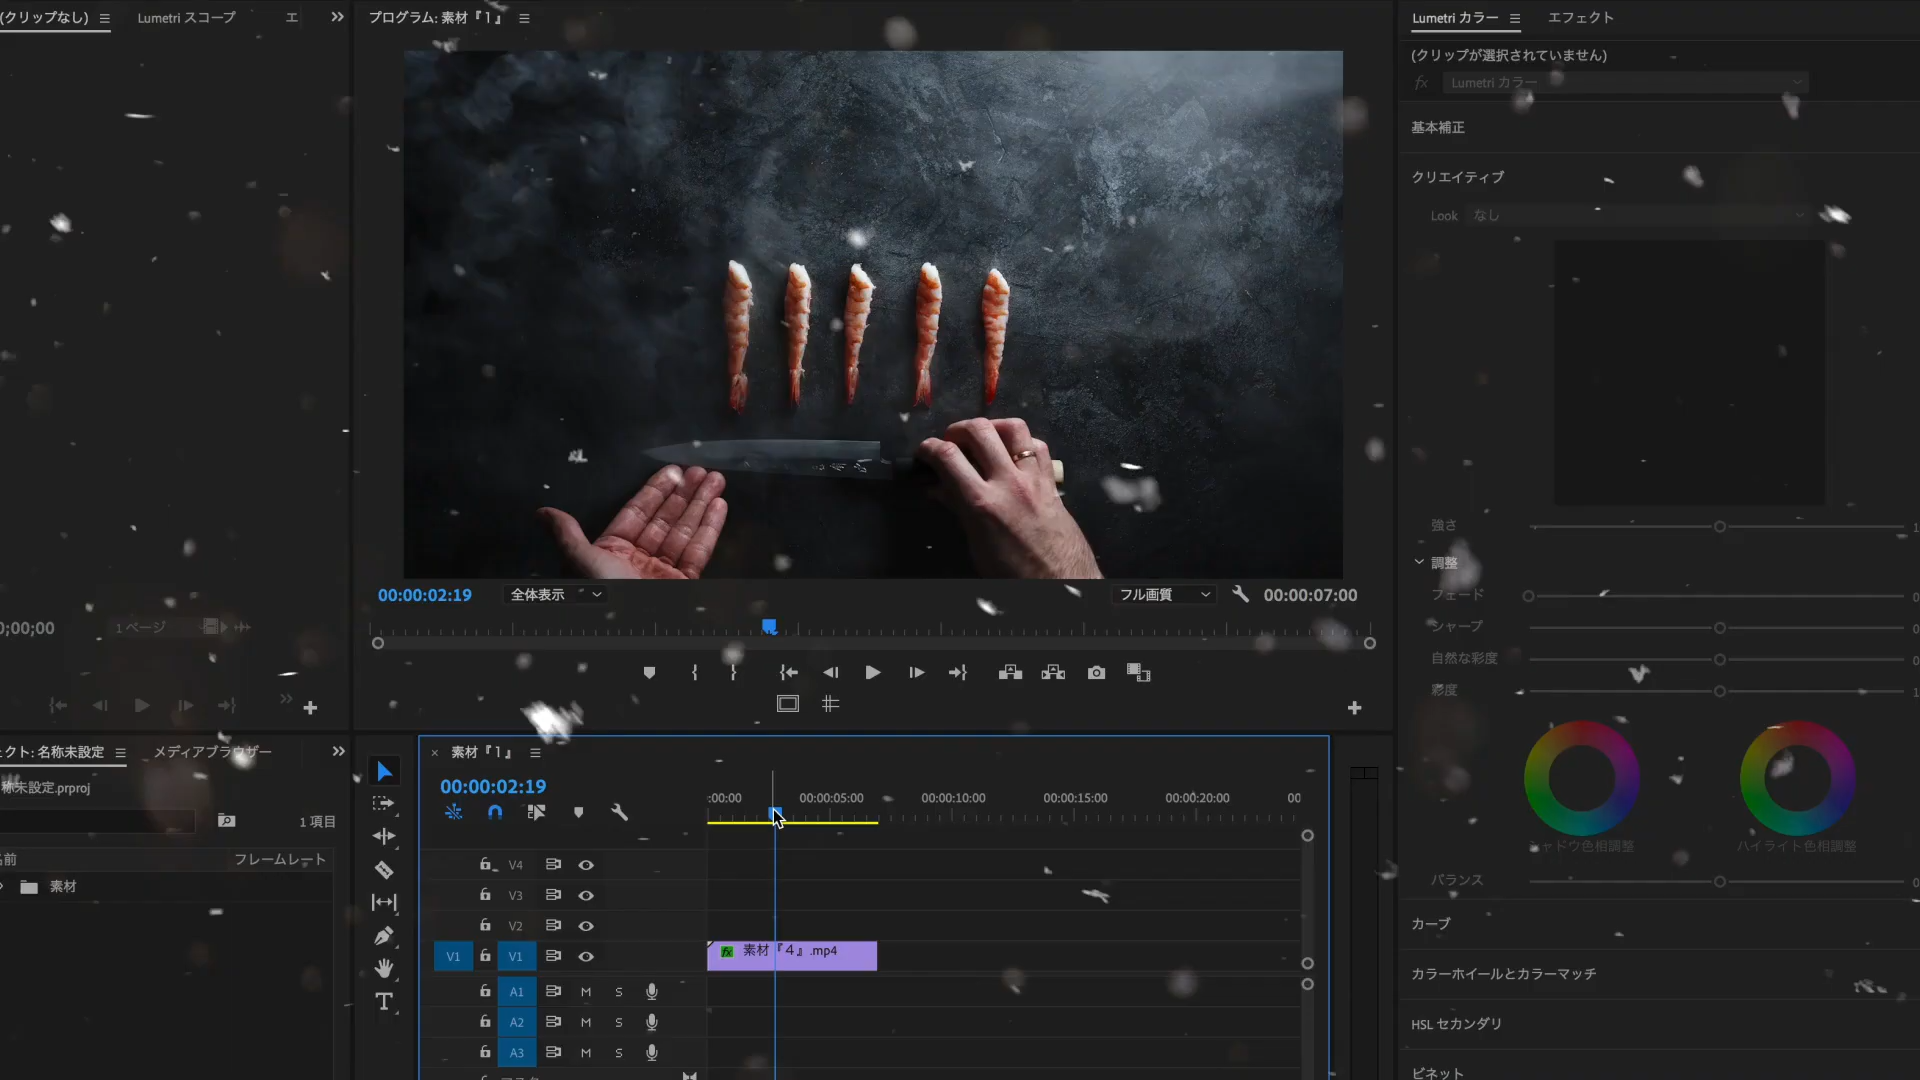 (クリップなし)
Lumetri スコープ
エ
プログラム: 素材『1』
Lumetri カラー
エフェクト
(クリップが選択されていません)
fx
Lumetri カラー
基本補正
クリエイティブ
Look
なし
強さ
調整
フェード
シャープ
自然な彩度
彩度
00:00:02:19
全体表示
フル画質
00:00:07:00
0;00;00
1 ページ
クト: 名称未設定
メディアブラウザー
称未設定.prproj
1 項目
名前
フレームレート
素材
素材『1』
00:00:02:19
:00:00
00:00:05:00
00:00:10:00
00:00:15:00
00:00:20:00
00
V4
V3
V2
V1
V1
fx
素材『4』.mp4
A1
M
S
A2
M
S
A3
M
S
シャドウ色相調整
ハイライト色相調整
バランス
カーブ
カラーホイールとカラーマッチ
HSL セカンダリ
ビネット